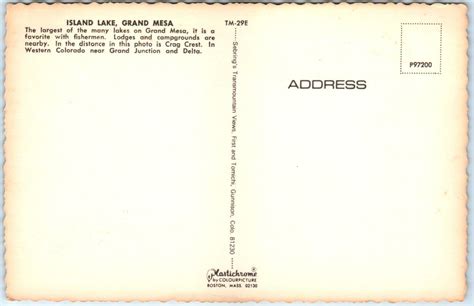 ISLAND LAKE, GRAND MESA
The largest of the many lakes on Grand Mesa, it is a
favorite with fishermen. Lodges and campgrounds are
nearby. In the distance in this photo is Crag Crest. In
Western Colorado near Grand Junction and Delta.
TM-29E
Sebring's Transmountain Views, First and Tomichi, Gunnison, Colo. 81230
ADDRESS
P97200
Plastichrome
by COLOURPICTURE
BOSTON, MASS. 02130